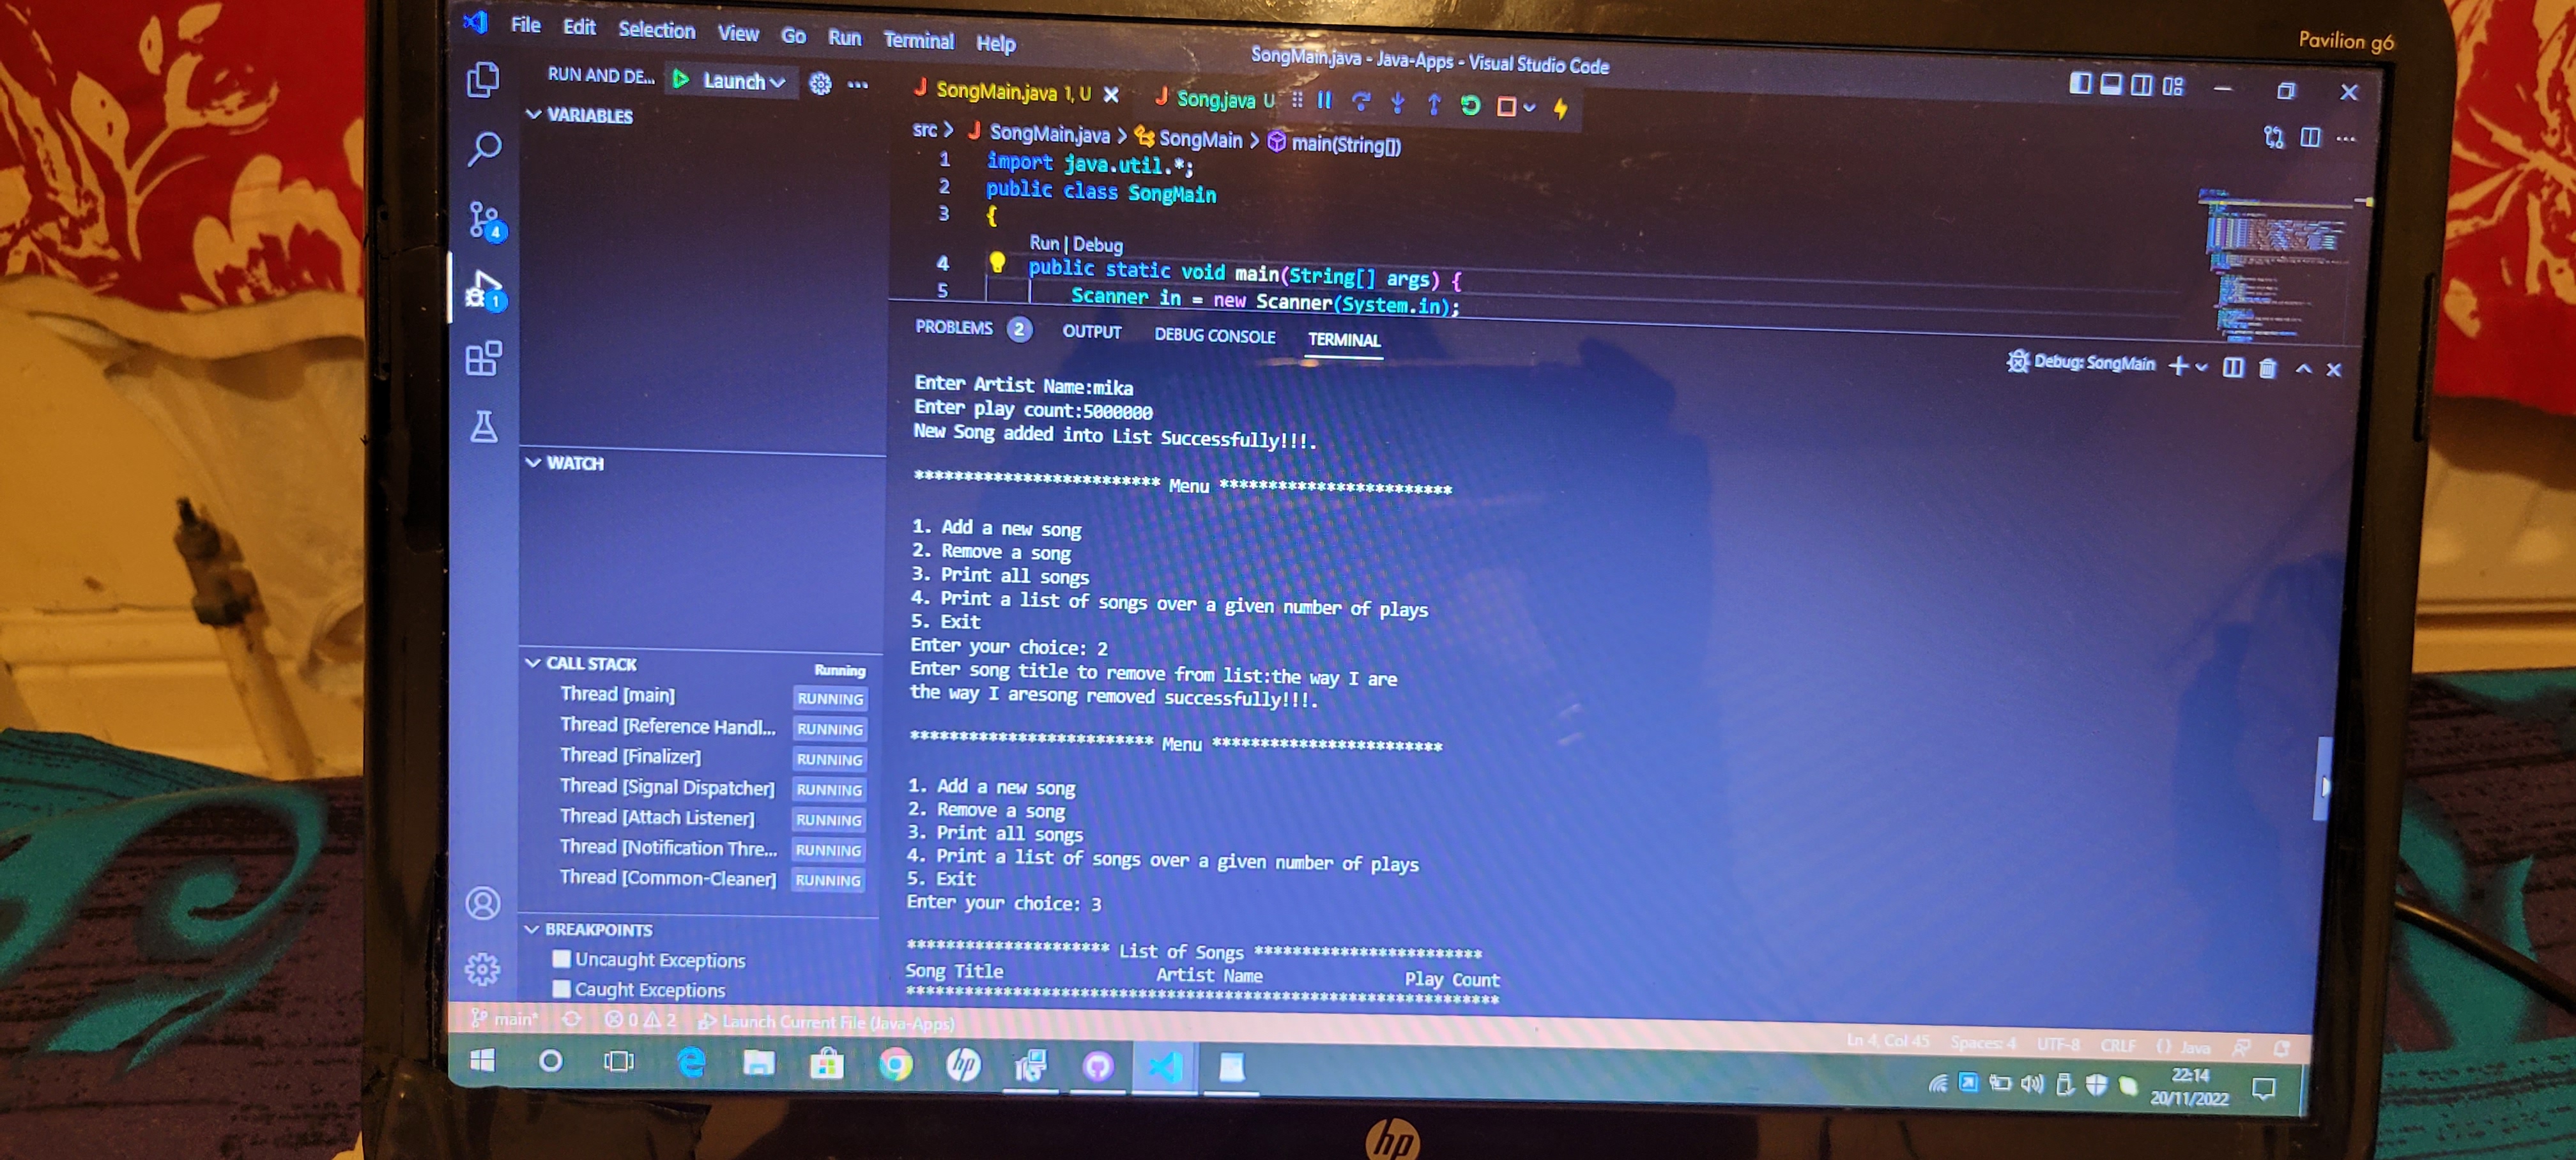 Pavilion g6
File Edit Selection View Go Run Terminal Help
SongMain.java - Java-Apps - Visual Studio Code
RUN AND DE... Launch
SongMain.java 1, U
Song.java U
VARIABLES
src > SongMain.java > SongMain > main(String[])
1 import java.util.*;
2 public class SongMain
3 {
Run | Debug
4 public static void main(String[] args) {
5 Scanner in = new Scanner(System.in);
4
1
PROBLEMS 2 OUTPUT DEBUG CONSOLE TERMINAL
Debug: SongMain
Enter Artist Name:mika
Enter play count:5000000
New Song added into List Successfully!!!.
************************* Menu ************************
1. Add a new song
2. Remove a song
3. Print all songs
4. Print a list of songs over a given number of plays
5. Exit
Enter your choice: 2
Enter song title to remove from list:the way I are
the way I aresong removed successfully!!!.
************************* Menu ************************
1. Add a new song
2. Remove a song
3. Print all songs
4. Print a list of songs over a given number of plays
5. Exit
Enter your choice: 3
********************* List of Songs ************************
Song Title Artist Name Play Count
*************************************************************
WATCH
CALL STACK Running
Thread [main] RUNNING
Thread [Reference Handl... RUNNING
Thread [Finalizer] RUNNING
Thread [Signal Dispatcher] RUNNING
Thread [Attach Listener] RUNNING
Thread [Notification Thre... RUNNING
Thread [Common-Cleaner] RUNNING
BREAKPOINTS
Uncaught Exceptions
Caught Exceptions
main* 0 2 Launch Current File (Java-Apps)
Ln 4, Col 45 Spaces: 4 UTF-8 CRLF {} Java
hp
22:14
20/11/2022
hp